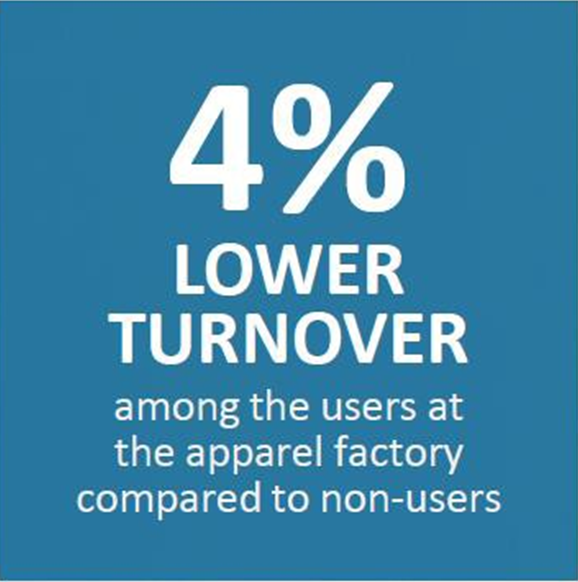 4%
LOWER
TURNOVER
among the users at
the apparel factory
compared to non-users